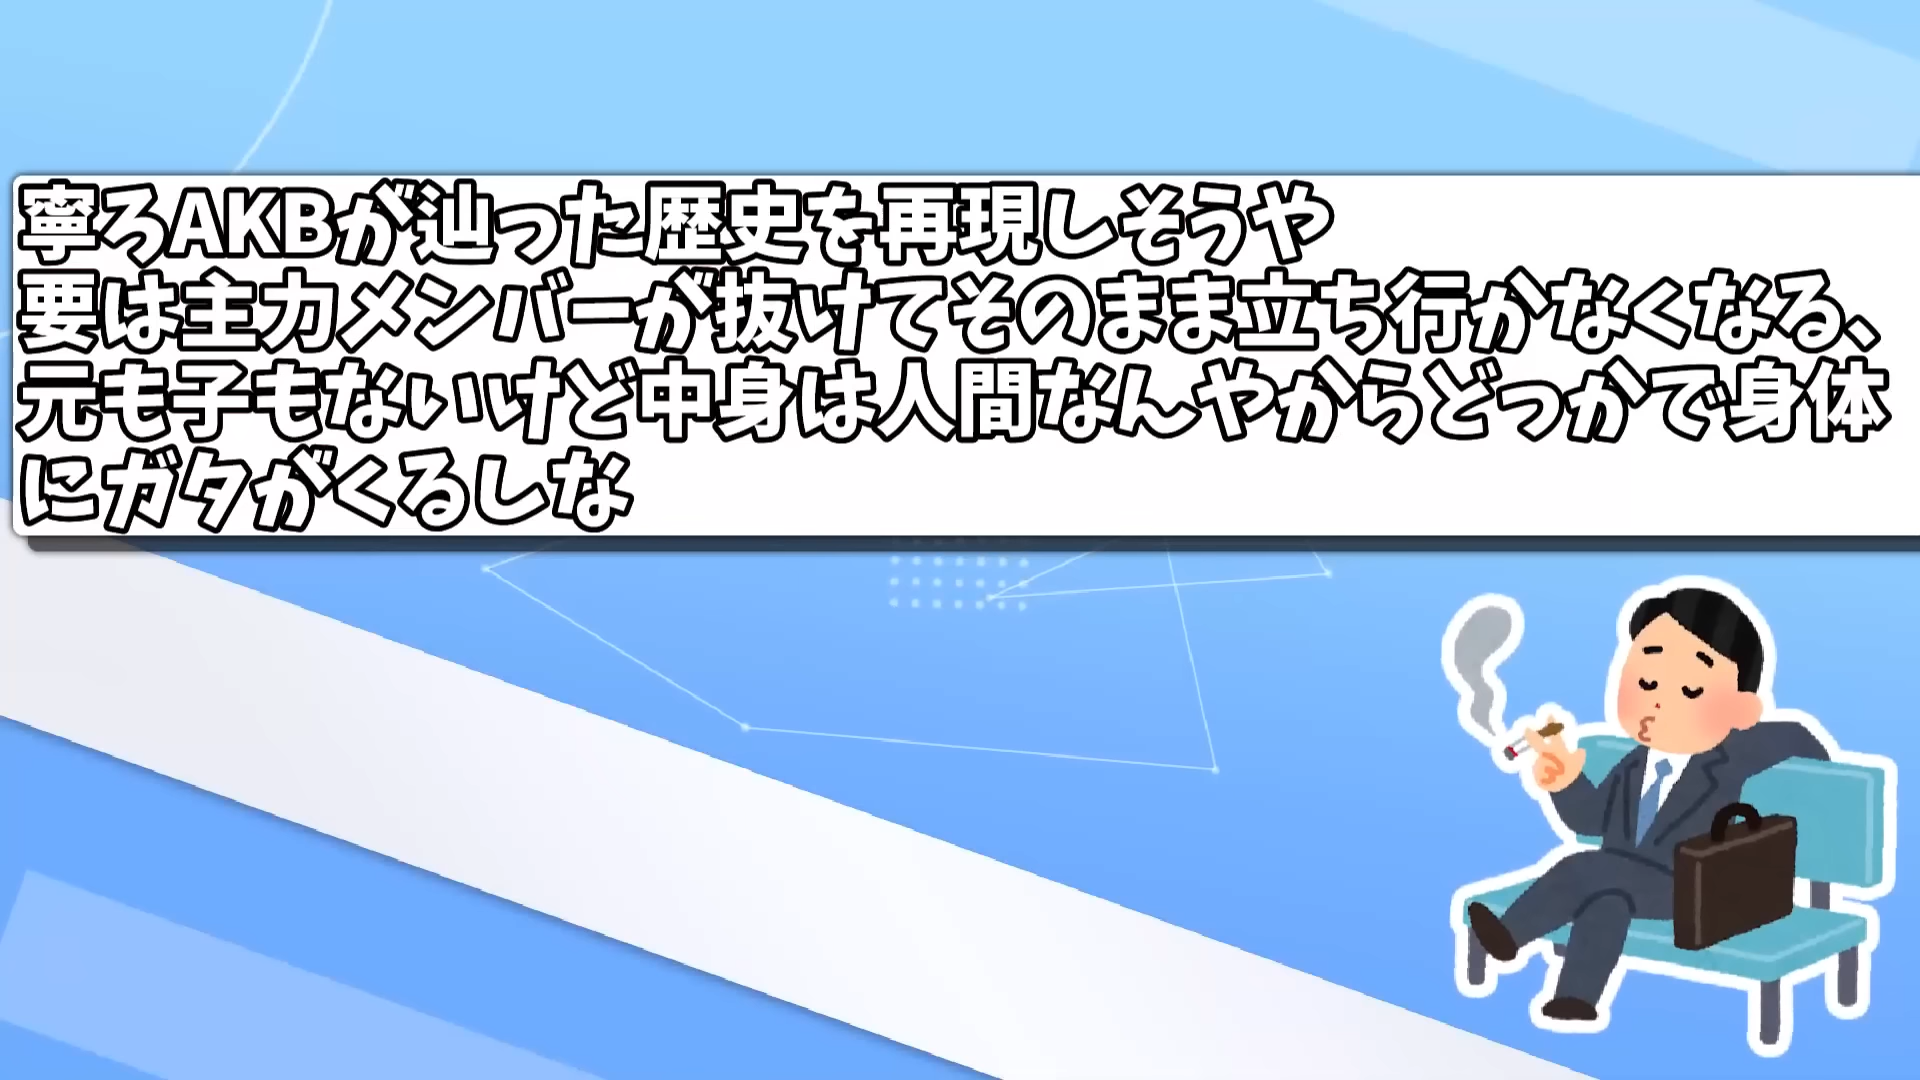 寧ろAKBが辿った歴史を再現しそうや
要は主力メンバーが抜けてそのまま立ち行かなくなる、
元も子もないけど中身は人間なんやからどっかで身体
にガタがくるしな